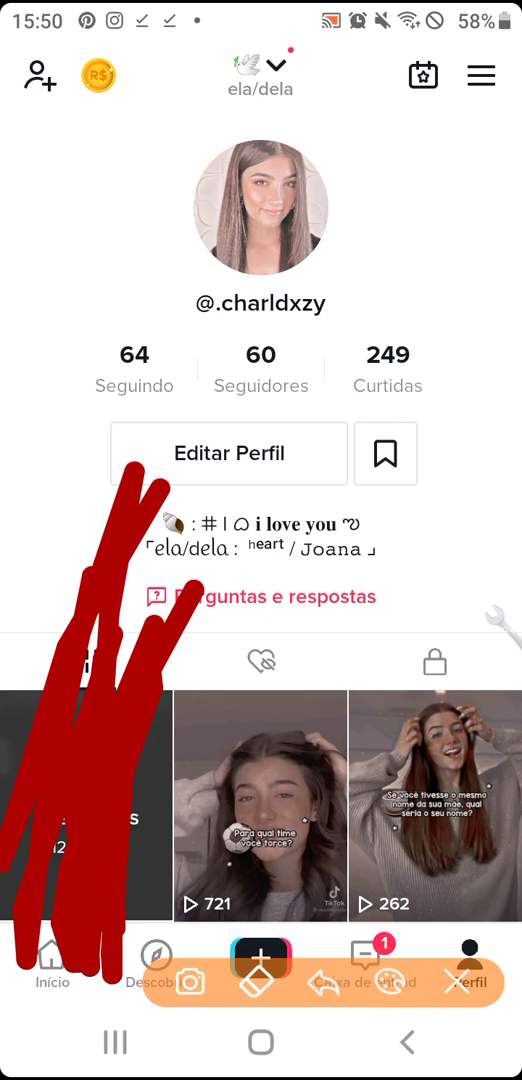 15:50
58%
R$
ela/dela
@.charldxzy
64
Seguindo
60
Seguidores
249
Curtidas
Editar Perfil
: # | i love you
「ela/dela : ʰᵉᵃʳᵗ / Joana 」
Perguntas e respostas
Para qual time
você torce?
TikTok
721
Se você tivesse o mesmo
nome da sua mãe, qual
seria o seu nome?
262
Início
1
Perfil